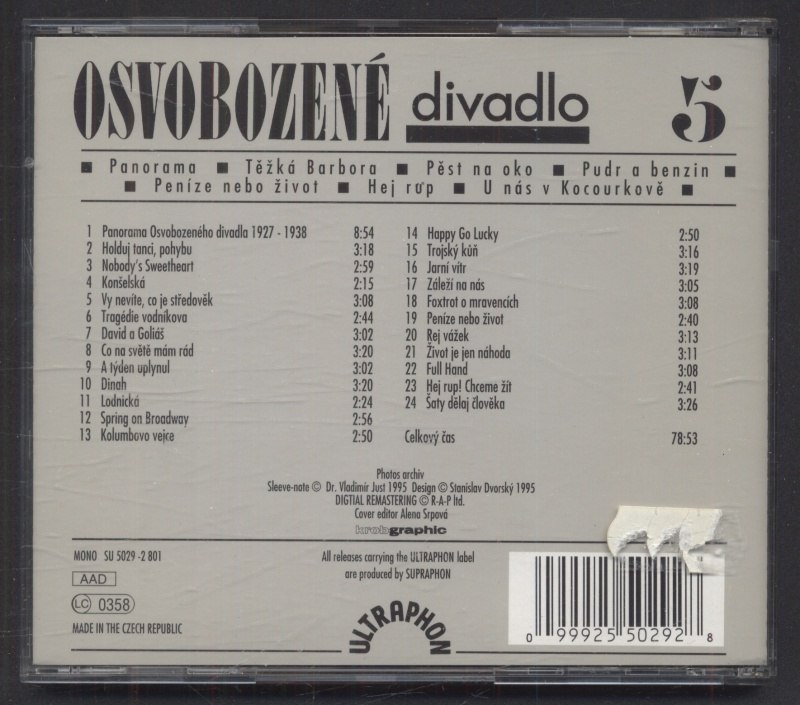 OSVOBOZENÉ divadlo 5
■ Panorama ■ Těžká Barbora ■ Pěst na oko ■ Pudr a benzin ■
■ Peníze nebo život ■ Hej rup ■ U nás v Kocourkově ■
1 Panorama Osvobozeného divadla 1927 - 1938 8:54
2 Holduj tanci, pohybu 3:18
3 Nobody's Sweetheart 2:59
4 Konšelská 2:15
5 Vy nevíte, co je středověk 3:08
6 Tragédie vodníkova 2:44
7 David a Goliáš 3:02
8 Co na světě mám rád 3:20
9 A týden uplynul 3:02
10 Dinah 3:20
11 Lodnická 2:24
12 Spring on Broadway 2:56
13 Kolumbovo vejce 2:50
14 Happy Go Lucky 2:50
15 Trojský kůň 3:16
16 Jarní vítr 3:19
17 Záleží na nás 3:05
18 Foxtrot o mravencích 3:08
19 Peníze nebo život 2:40
20 Rej vážek 3:13
21 Život je jen náhoda 3:11
22 Full Hand 3:08
23 Hej rup! Chceme žít 2:41
24 Šaty dělaj člověka 3:26
Celkový čas 78:53
Photos archiv
Sleeve-note © Dr. Vladimír Just 1995 Design © Stanislav Dvorský 1995
DIGTIAL REMASTERING © R-A-P ltd.
Cover editor Alena Srpová
krobgraphic
MONO SU 5029 -2 801
AAD
LC 0358
MADE IN THE CZECH REPUBLIC
All releases carrying the ULTRAPHON label
are produced by SUPRAPHON
ULTRAPHON
0 99925 50292 8